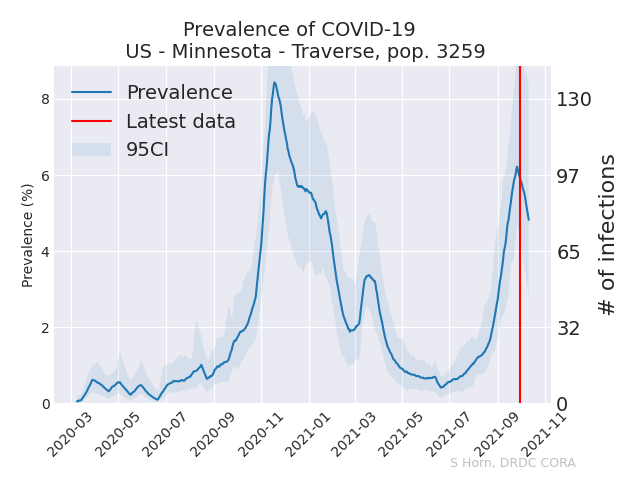 Prevalence of COVID-19
US - Minnesota - Traverse, pop. 3259
Prevalence
Latest data
95CI
Prevalence (%)
8
6
4
2
0
130
97
65
32
0
# of infections
2020-03
2020-05
2020-07
2020-09
2020-11
2021-01
2021-03
2021-05
2021-07
2021-09
2021-11
S Horn, DRDC CORA